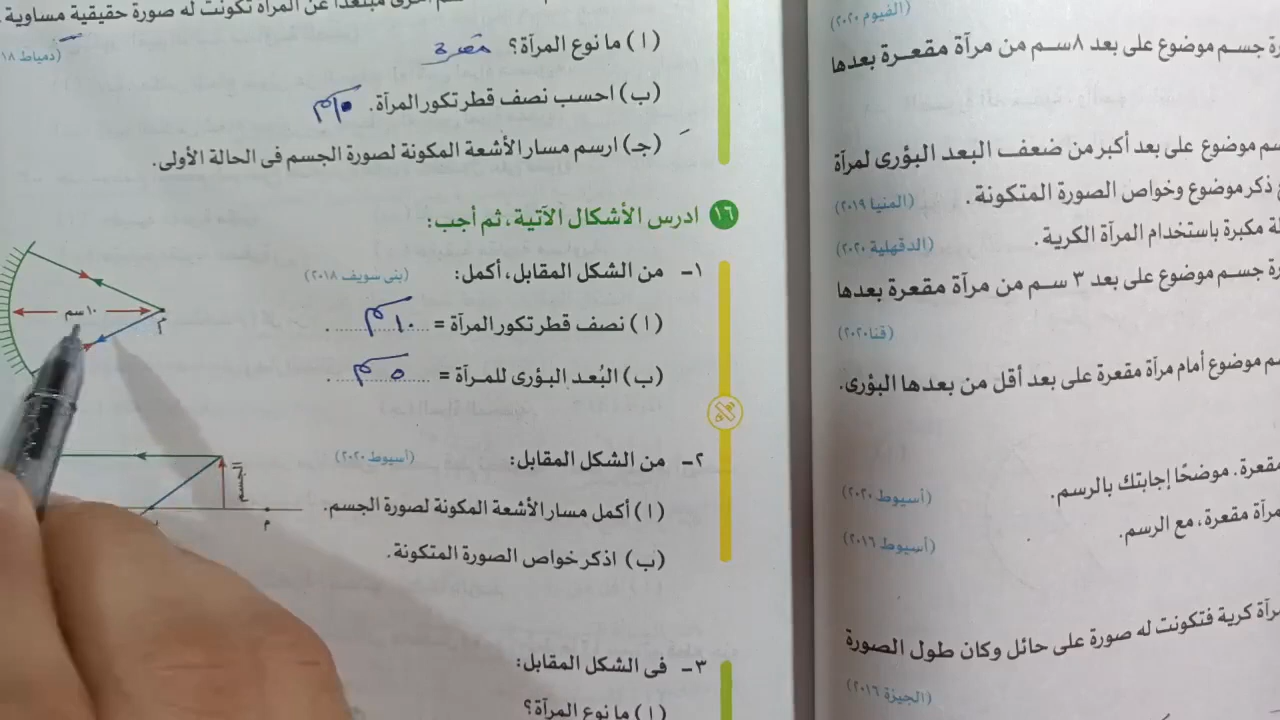 مبتعدًا عن المرآة تكونت له صورة حقيقية مساوية
(دمياط ١٨
(ا) ما نوع المرآة؟ مقعرة
(ب) احسب نصف قطر تكور المرآة. ١٠سم
(جـ) ارسم مسار الأشعة المكونة لصورة الجسم فى الحالة الأولى.
١٦ ادرس الأشكال الآتية، ثم أجب:
١- من الشكل المقابل، أكمل: (بنى سويف ٢٠١٨)
(ا) نصف قطر تكور المرآة = ١٠ سم .
(ب) البُعد البؤرى للمرآة = ٥ سم .
١٠ سم
م
٢- من الشكل المقابل: (أسيوط ٢٠٢٠)
(ا) أكمل مسار الأشعة المكونة لصورة الجسم.
(ب) اذكر خواص الصورة المتكونة.
الجسم
م
٣- فى الشكل المقابل:
(ا) ما نوع المرآة؟
(الفيوم ٢٠٢٠)
ة جسم موضوع على بعد ٨سم من مرآة مقعرة بعدها
سم موضوع على بعد أكبر من ضعف البعد البؤرى لمرآة
ذكر موضوع وخواص الصورة المتكونة. (المنيا ٢٠١٩)
لة مكبرة باستخدام المرآة الكرية. (الدقهلية ٢٠٢٠)
رة جسم موضوع على بعد ٣ سم من مرآة مقعرة بعدها
(قنا ٢٠٢٠)
سم موضوع أمام مرآة مقعرة على بعد أقل من بعدها البؤرى.
مقعرة. موضحًا إجابتك بالرسم. (أسيوط ٢٠٢٠)
مرآة مقعرة، مع الرسم. (أسيوط ٢٠١٦)
مرآة كرية فتكونت له صورة على حائل وكان طول الصورة
(الجيزة ٢٠١٦)